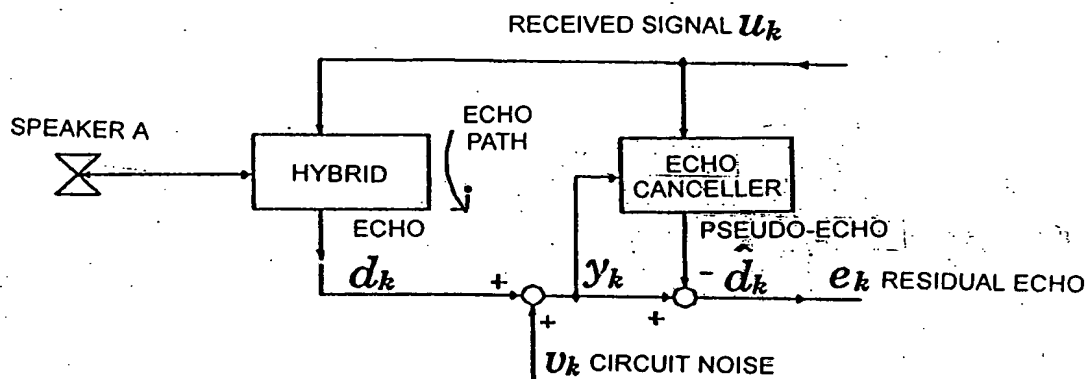 RECEIVED SIGNAL uₖ
SPEAKER A
ECHO
PATH
HYBRID
ECHO
CANCELLER
ECHO
PSEUDO-ECHO
dₖ
+
yₖ
- d̂ₖ
eₖ RESIDUAL ECHO
+
+
vₖ CIRCUIT NOISE